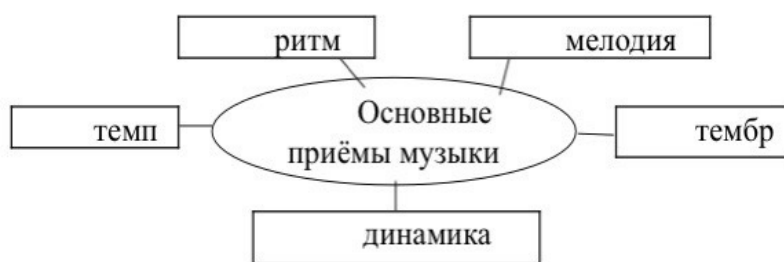 ритм
мелодия
темп
Основные
приёмы музыки
тембр
динамика